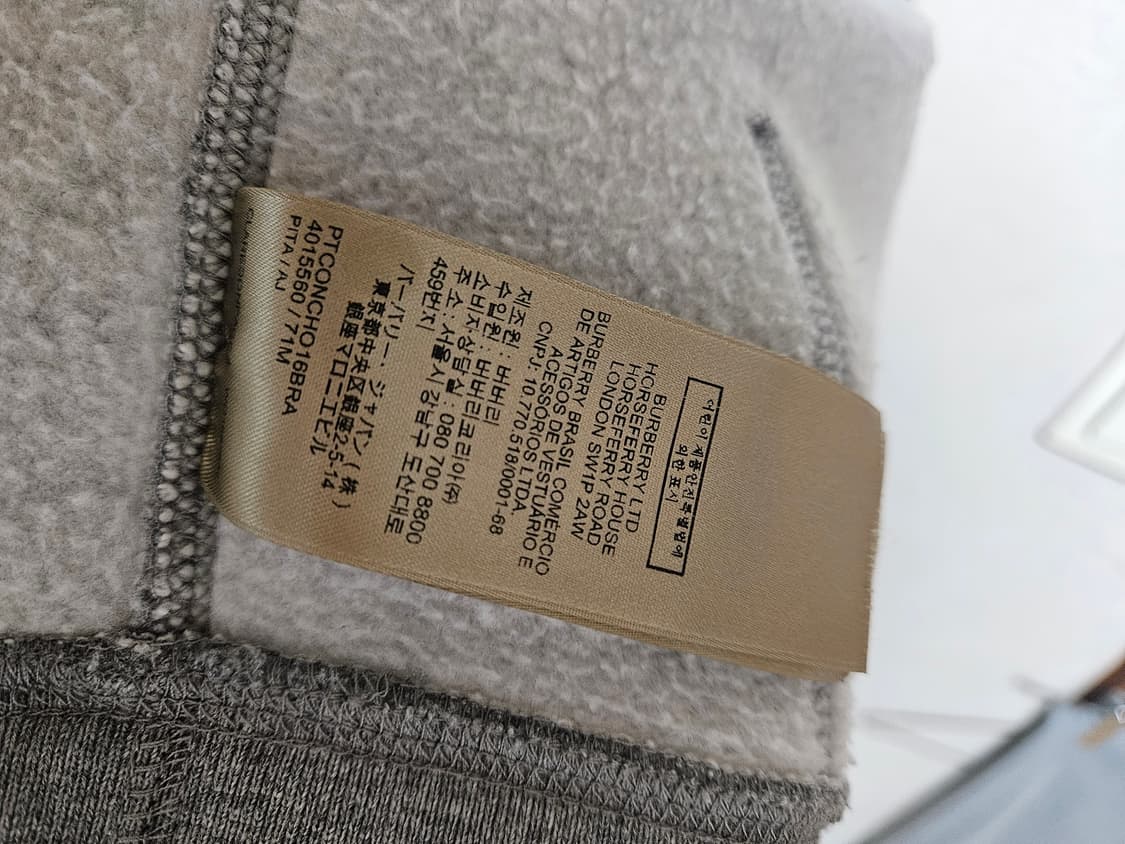 어린이제품안전특별법에
의한 표시
BURBERRY LTD
HORSEFERRY HOUSE
HORSEFERRY ROAD
LONDON SW1P 2AW
BURBERRY BRASIL COMERCIO
DE ARTIGOS DE VESTUARIO E
ACESSORIOS LTDA
CNPJ: 10.770.518/0001-68
제조원: 버버리
수입원: 버버리코리아㈜
소비자상담실: 080 700 8800
주소: 서울시 강남구 도산대로
459번지
バーバリー・ジャパン(株)
東京都中央区銀座2-5-14
銀座マロニエビル
PTCONCHO16BRA
4015560 / 71M
PITA / AJ